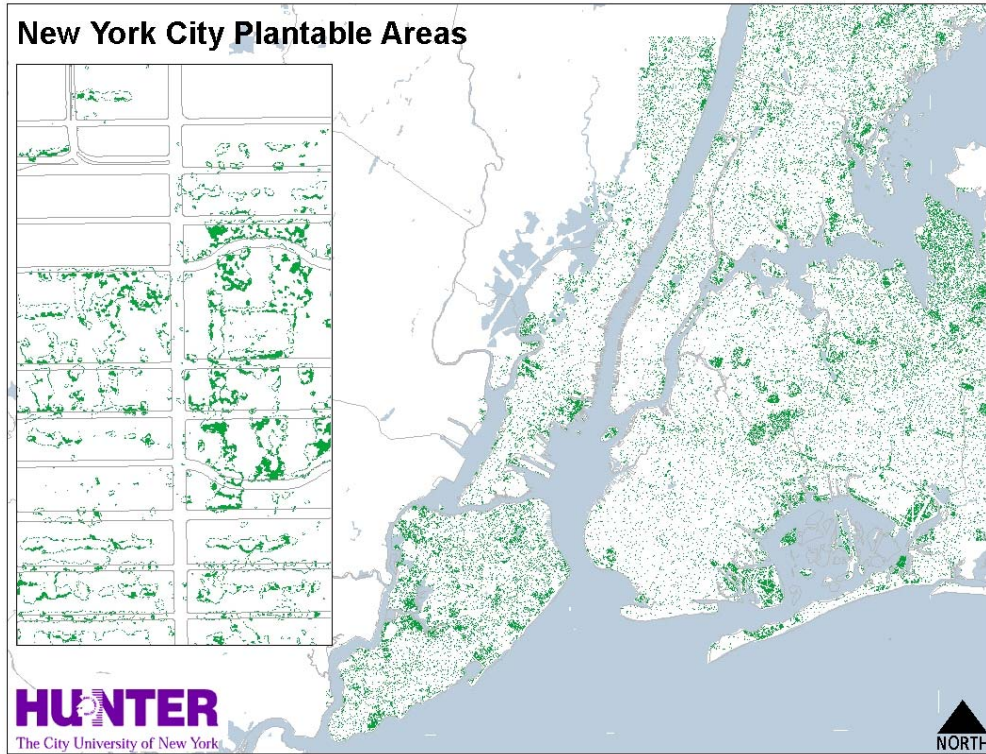 New York City Plantable Areas
HUNTER
The City University of New York
NORTH